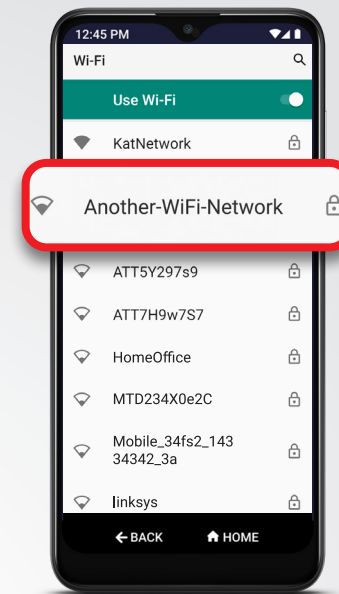 12:45 PM
Wi-Fi
Use Wi-Fi
KatNetwork
Another-WiFi-Network
ATT5Y297s9
ATT7H9w7S7
HomeOffice
MTD234X0e2C
Mobile_34fs2_143
34342_3a
linksys
BACK
HOME